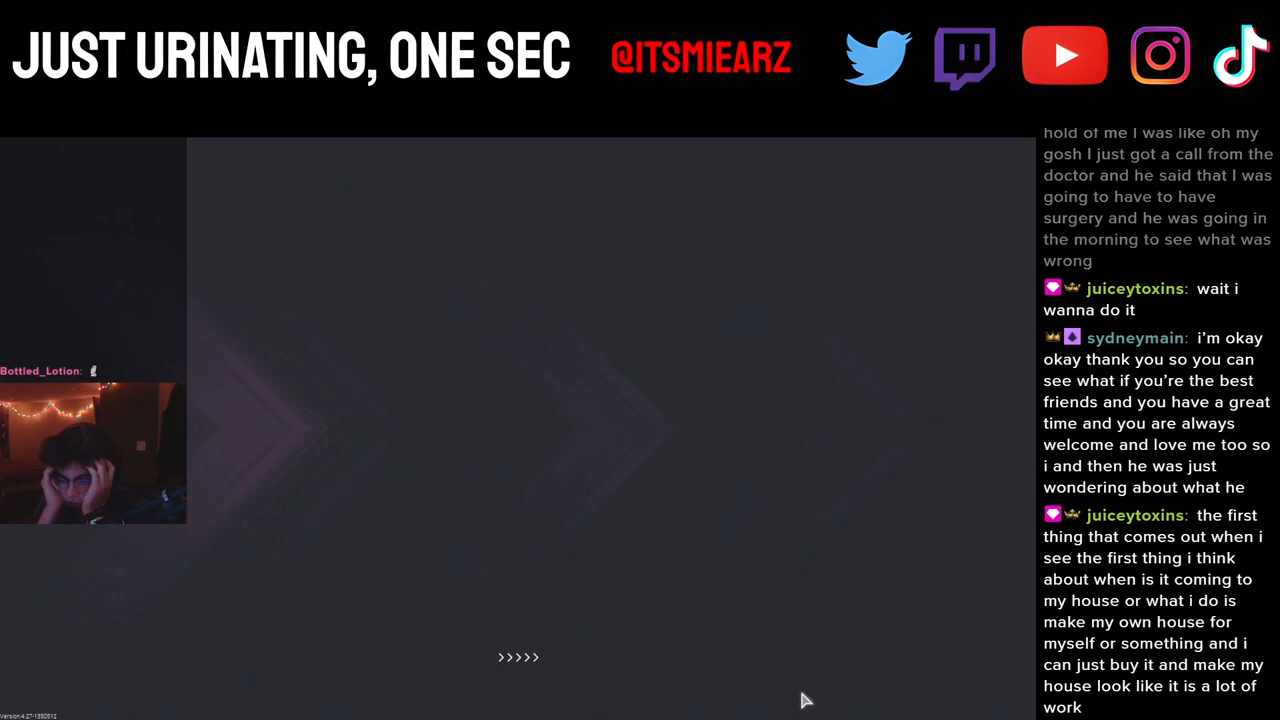 JUST URINATING, ONE SEC
@ITSMIEARZ
hold of me I was like oh my
gosh I just got a call from the
doctor and he said that I was
going to have to have
surgery and he was going in
the morning to see what was
wrong
juiceytoxins: wait i
wanna do it
sydneymain: i'm okay
okay thank you so you can
see what if you're the best
friends and you have a great
time and you are always
welcome and love me too so
i and then he was just
wondering about what he
juiceytoxins: the first
thing that comes out when i
see the first thing i think
about when is it coming to
my house or what i do is
make my own house for
myself or something and i
can just buy it and make my
house look like it is a lot of
work
Bottled_Lotion:
>>>>>
Version:4.27-1350512